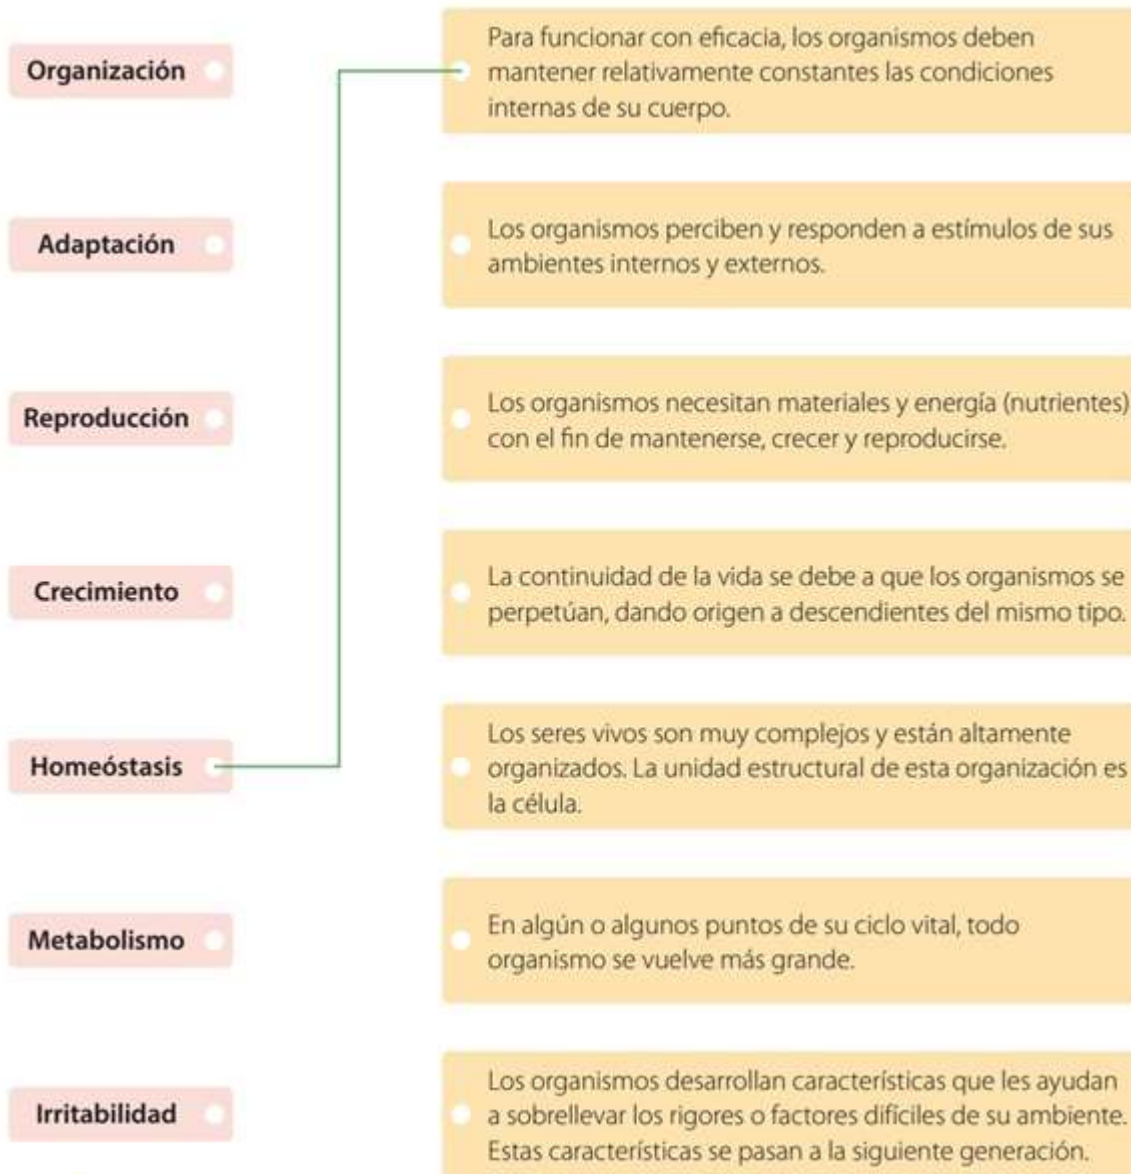 Organización
Para funcionar con eficacia, los organismos deben
mantener relativamente constantes las condiciones
internas de su cuerpo.
Adaptación
Los organismos perciben y responden a estímulos de sus
ambientes internos y externos.
Reproducción
Los organismos necesitan materiales y energía (nutrientes)
con el fin de mantenerse, crecer y reproducirse.
Crecimiento
La continuidad de la vida se debe a que los organismos se
perpetúan, dando origen a descendientes del mismo tipo.
Homeóstasis
Los seres vivos son muy complejos y están altamente
organizados. La unidad estructural de esta organización es
la célula.
Metabolismo
En algún o algunos puntos de su ciclo vital, todo
organismo se vuelve más grande.
Irritabilidad
Los organismos desarrollan características que les ayudan
a sobrellevar los rigores o factores difíciles de su ambiente.
Estas características se pasan a la siguiente generación.